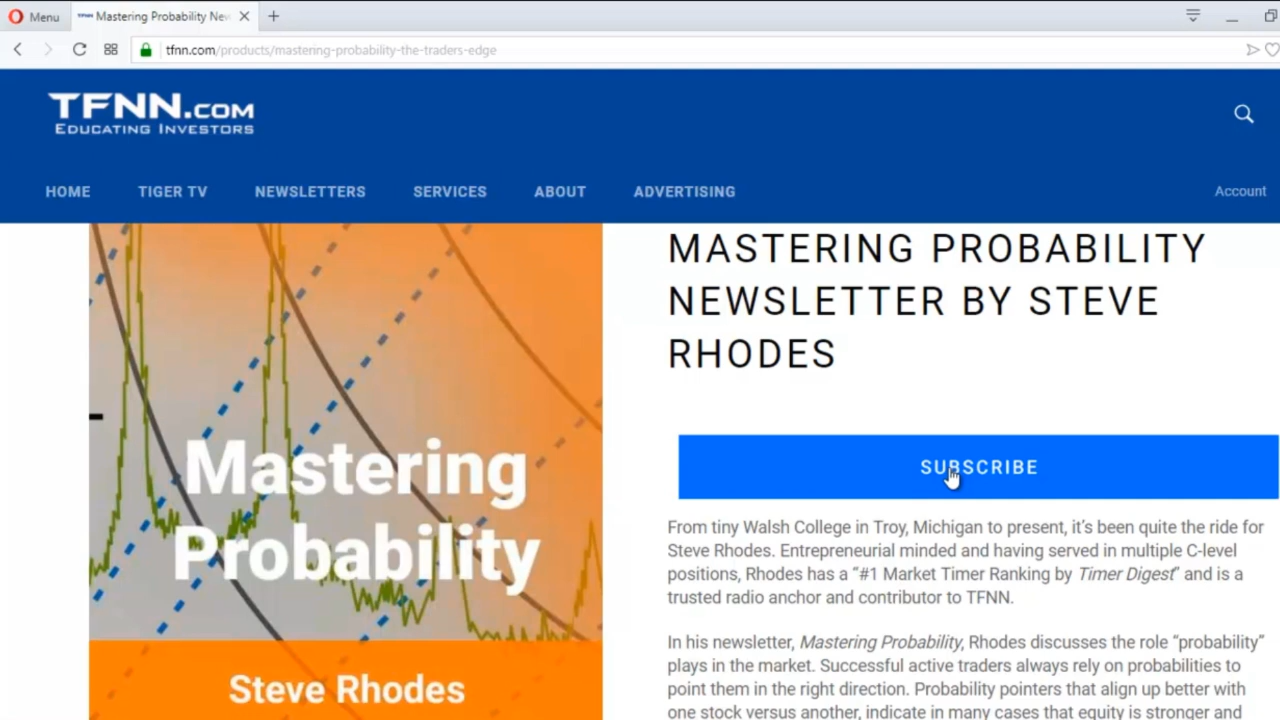 Menu
TFNN Mastering Probability New
tfnn.com/products/mastering-probability-the-traders-edge
TFNN.COM
EDUCATING INVESTORS
HOME TIGER TV NEWSLETTERS SERVICES ABOUT ADVERTISING Account
Mastering
Probability
Steve Rhodes
MASTERING PROBABILITY
NEWSLETTER BY STEVE
RHODES
SUBSCRIBE
From tiny Walsh College in Troy, Michigan to present, it's been quite the ride for
Steve Rhodes. Entrepreneurial minded and having served in multiple C-level
positions, Rhodes has a “#1 Market Timer Ranking by Timer Digest” and is a
trusted radio anchor and contributor to TFNN.
In his newsletter, Mastering Probability, Rhodes discusses the role “probability”
plays in the market. Successful active traders always rely on probabilities to
point them in the right direction. Probability pointers that align up better with
one stock versus another, indicate in many cases that equity is stronger and